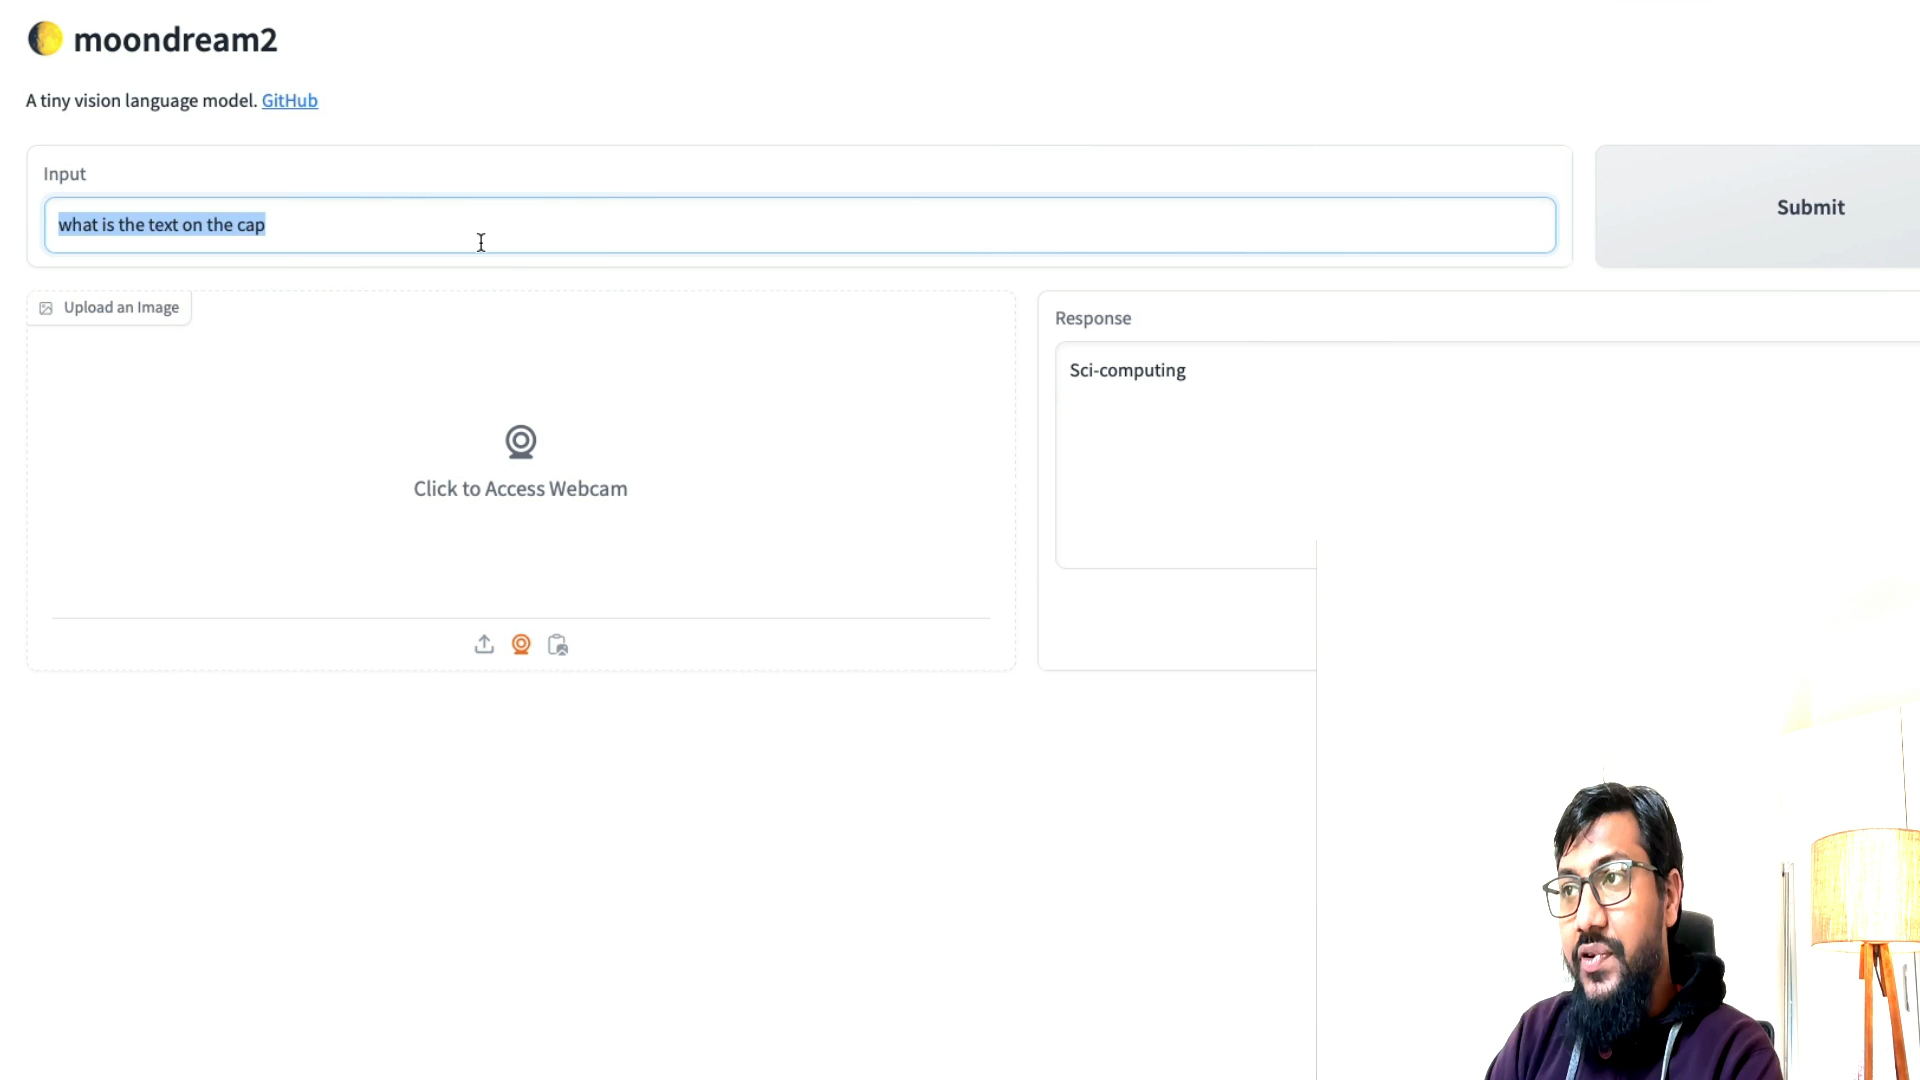 moondream2
A tiny vision language model. GitHub
Input
what is the text on the cap
Submit
Upload an Image
Click to Access Webcam
Response
Sci-computing